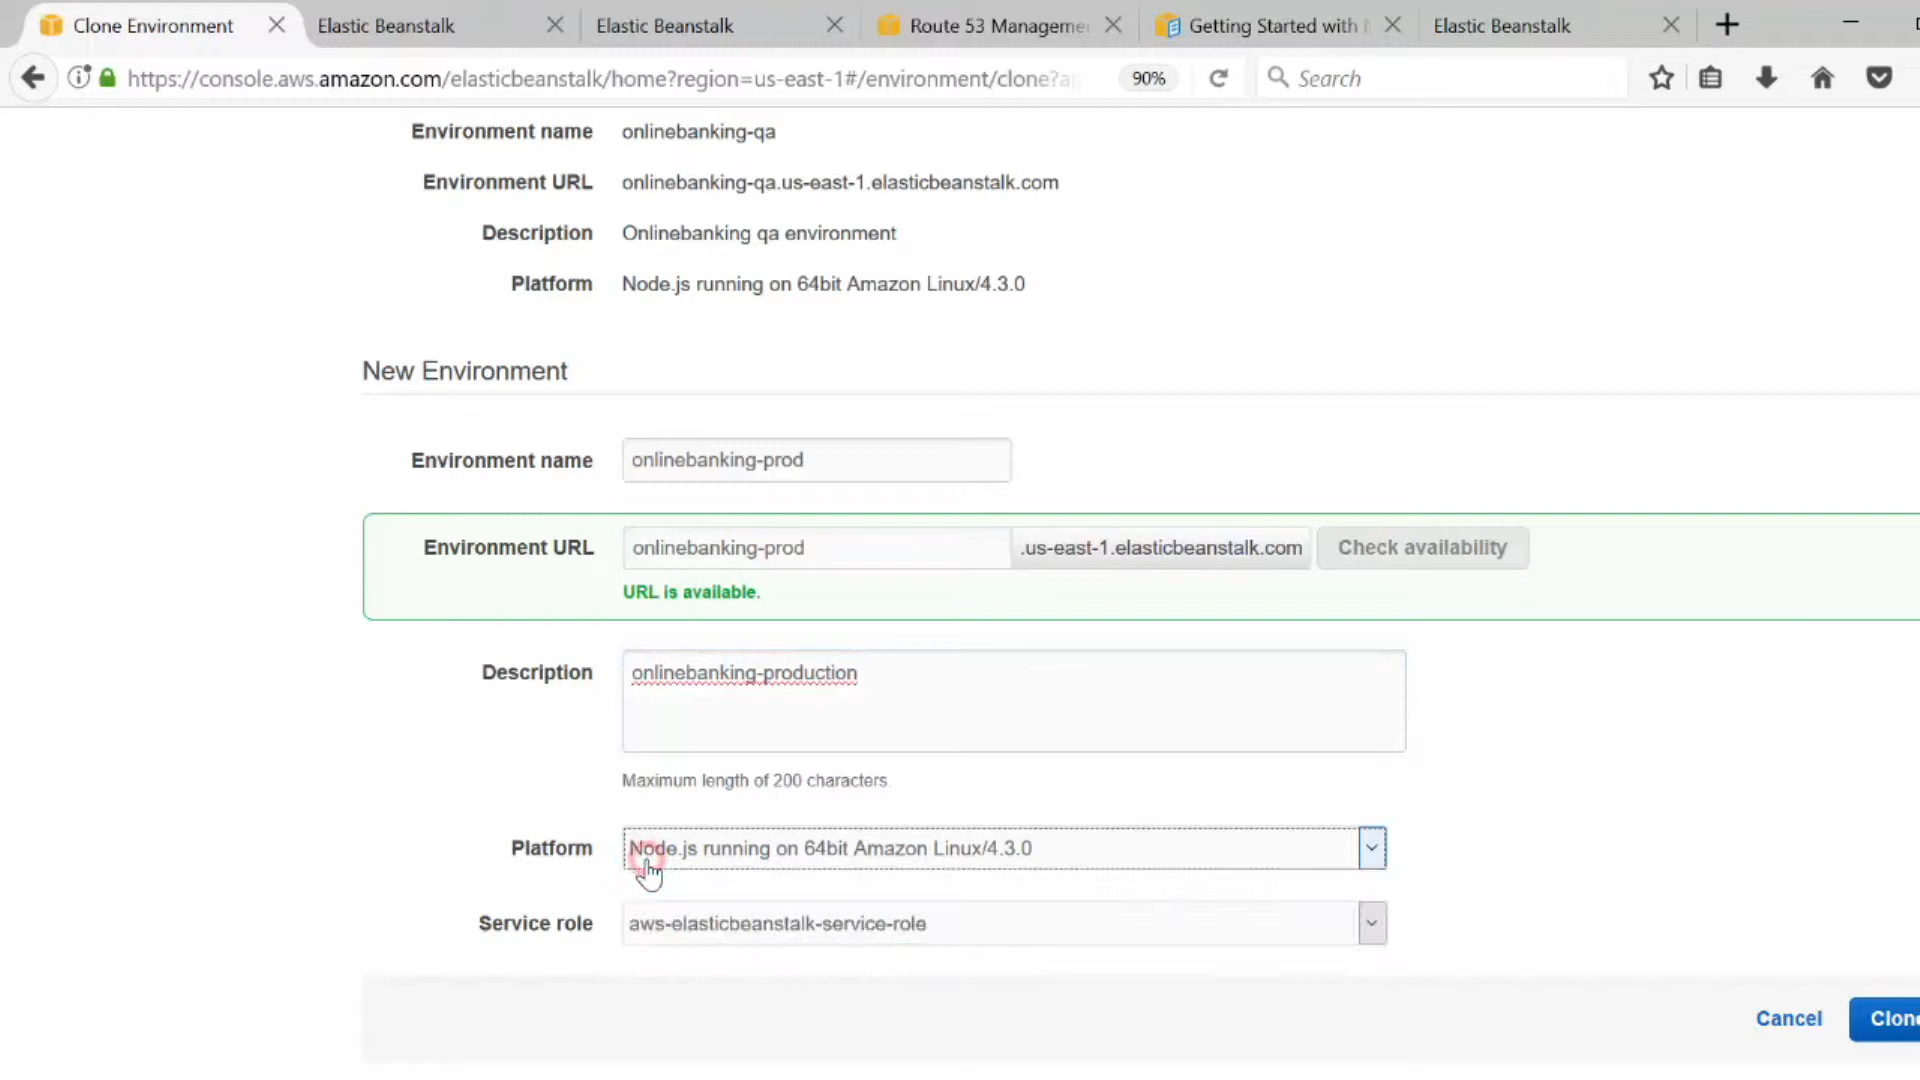 Clone Environment
Elastic Beanstalk
Elastic Beanstalk
Route 53 Manageme
Getting Started with
Elastic Beanstalk
https://console.aws.amazon.com/elasticbeanstalk/home?region=us-east-1#/environment/clone?a
90%
Search
Environment name onlinebanking-qa
Environment URL onlinebanking-qa.us-east-1.elasticbeanstalk.com
Description Onlinebanking qa environment
Platform Node.js running on 64bit Amazon Linux/4.3.0
New Environment
Environment name onlinebanking-prod
Environment URL onlinebanking-prod .us-east-1.elasticbeanstalk.com Check availability
URL is available.
Description onlinebanking-production
Maximum length of 200 characters.
Platform Node.js running on 64bit Amazon Linux/4.3.0
Service role aws-elasticbeanstalk-service-role
Cancel Clone